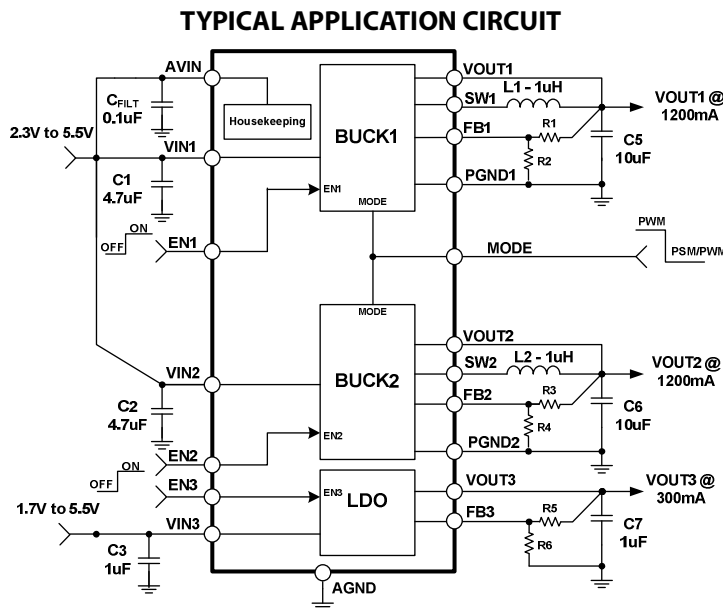 TYPICAL APPLICATION CIRCUIT
AVIN
CFILT
0.1uF
Housekeeping
2.3V to 5.5V
VIN1
C1
4.7uF
ON
OFF
EN1
EN1
BUCK1
MODE
VOUT1
L1 - 1uH
SW1
VOUT1 @
1200mA
FB1
R1
R2
C5
10uF
PGND1
PWM
MODE
PSM/PWM
MODE
VIN2
BUCK2
C2
4.7uF
EN2
EN2
ON
OFF
VOUT2
L2 - 1uH
SW2
VOUT2 @
1200mA
FB2
R3
R4
C6
10uF
PGND2
EN3
EN3
LDO
1.7V to 5.5V
VIN3
C3
1uF
VOUT3
VOUT3 @
300mA
FB3
R5
R6
C7
1uF
AGND